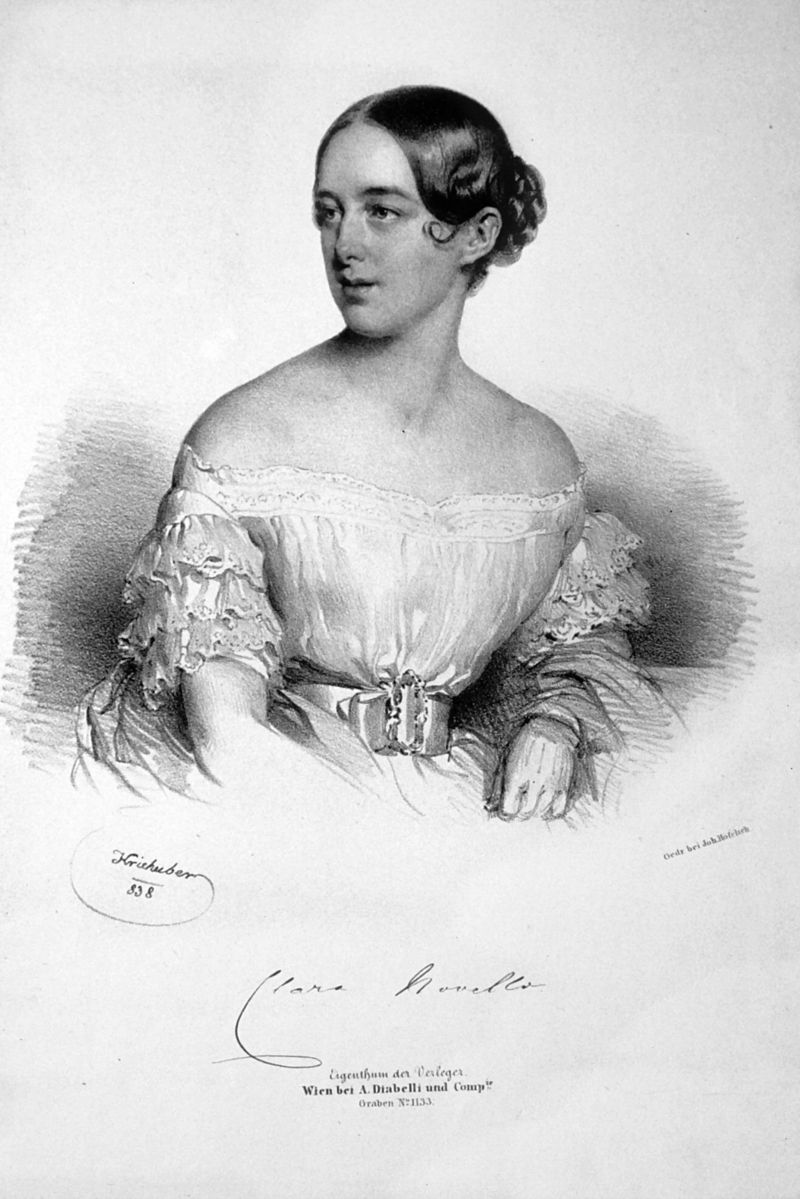 Kriehuber
838
Gedr. bei Joh. Höfelich
Clara Novello
Eigenthum der Verleger.
Wien bei A. Diabelli und Compie
Graben No. 1133.